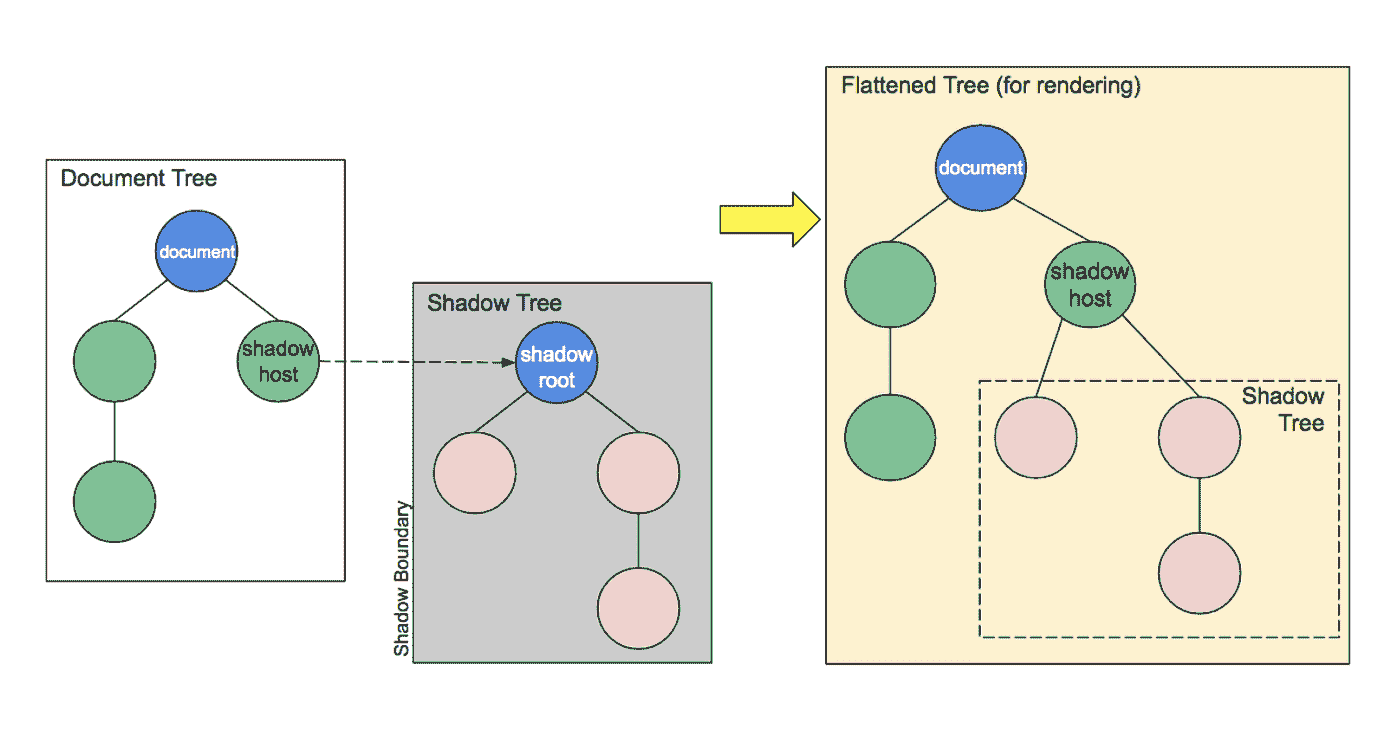 Document Tree
document
shadow
host
Shadow Tree
shadow
root
Shadow Boundary
Flattened Tree (for rendering)
document
shadow
host
Shadow
Tree